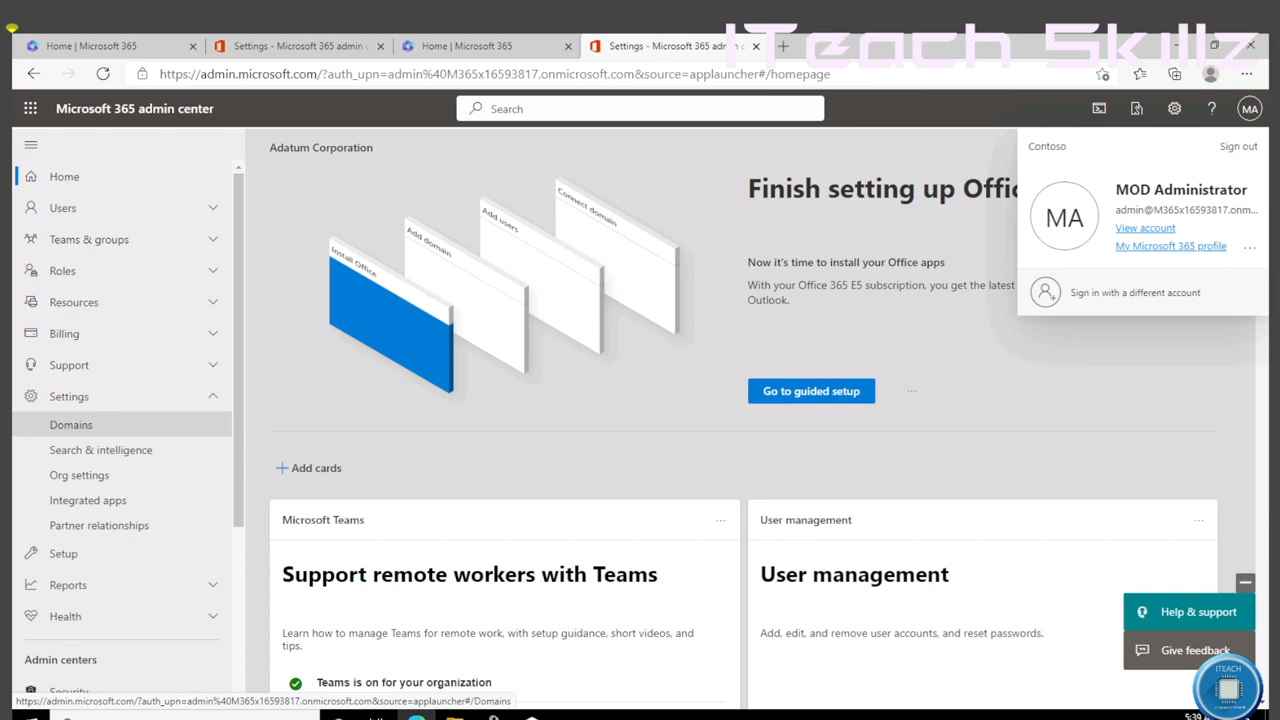 ITeach Skillz
Home | Microsoft 365
Settings - Microsoft 365 admin c
Home | Microsoft 365
Settings - Microsoft 365 admin c
https://admin.microsoft.com/?auth_upn=admin%40M365x16593817.onmicrosoft.com&source=applauncher#/homepage
Microsoft 365 admin center
Search
MA
Adatum Corporation
Contoso
Sign out
MA
MOD Administrator
admin@M365x16593817.onm...
View account
My Microsoft 365 profile
Sign in with a different account
Home
Users
Teams & groups
Roles
Resources
Billing
Support
Settings
Domains
Search & intelligence
Org settings
Integrated apps
Partner relationships
Setup
Reports
Health
Admin centers
Security
Install Office
Add domain
Add users
Connect domain
Finish setting up Offic
Now it's time to install your Office apps
With your Office 365 E5 subscription, you get the latest
Outlook.
Go to guided setup
Add cards
Microsoft Teams
Support remote workers with Teams
Learn how to manage Teams for remote work, with setup guidance, short videos, and
tips.
Teams is on for your organization
User management
User management
Add, edit, and remove user accounts, and reset passwords.
Help & support
Give feedback
ITEACH
https://admin.microsoft.com/?auth_upn=admin%40M365x16593817.onmicrosoft.com&source=applauncher#/Domains